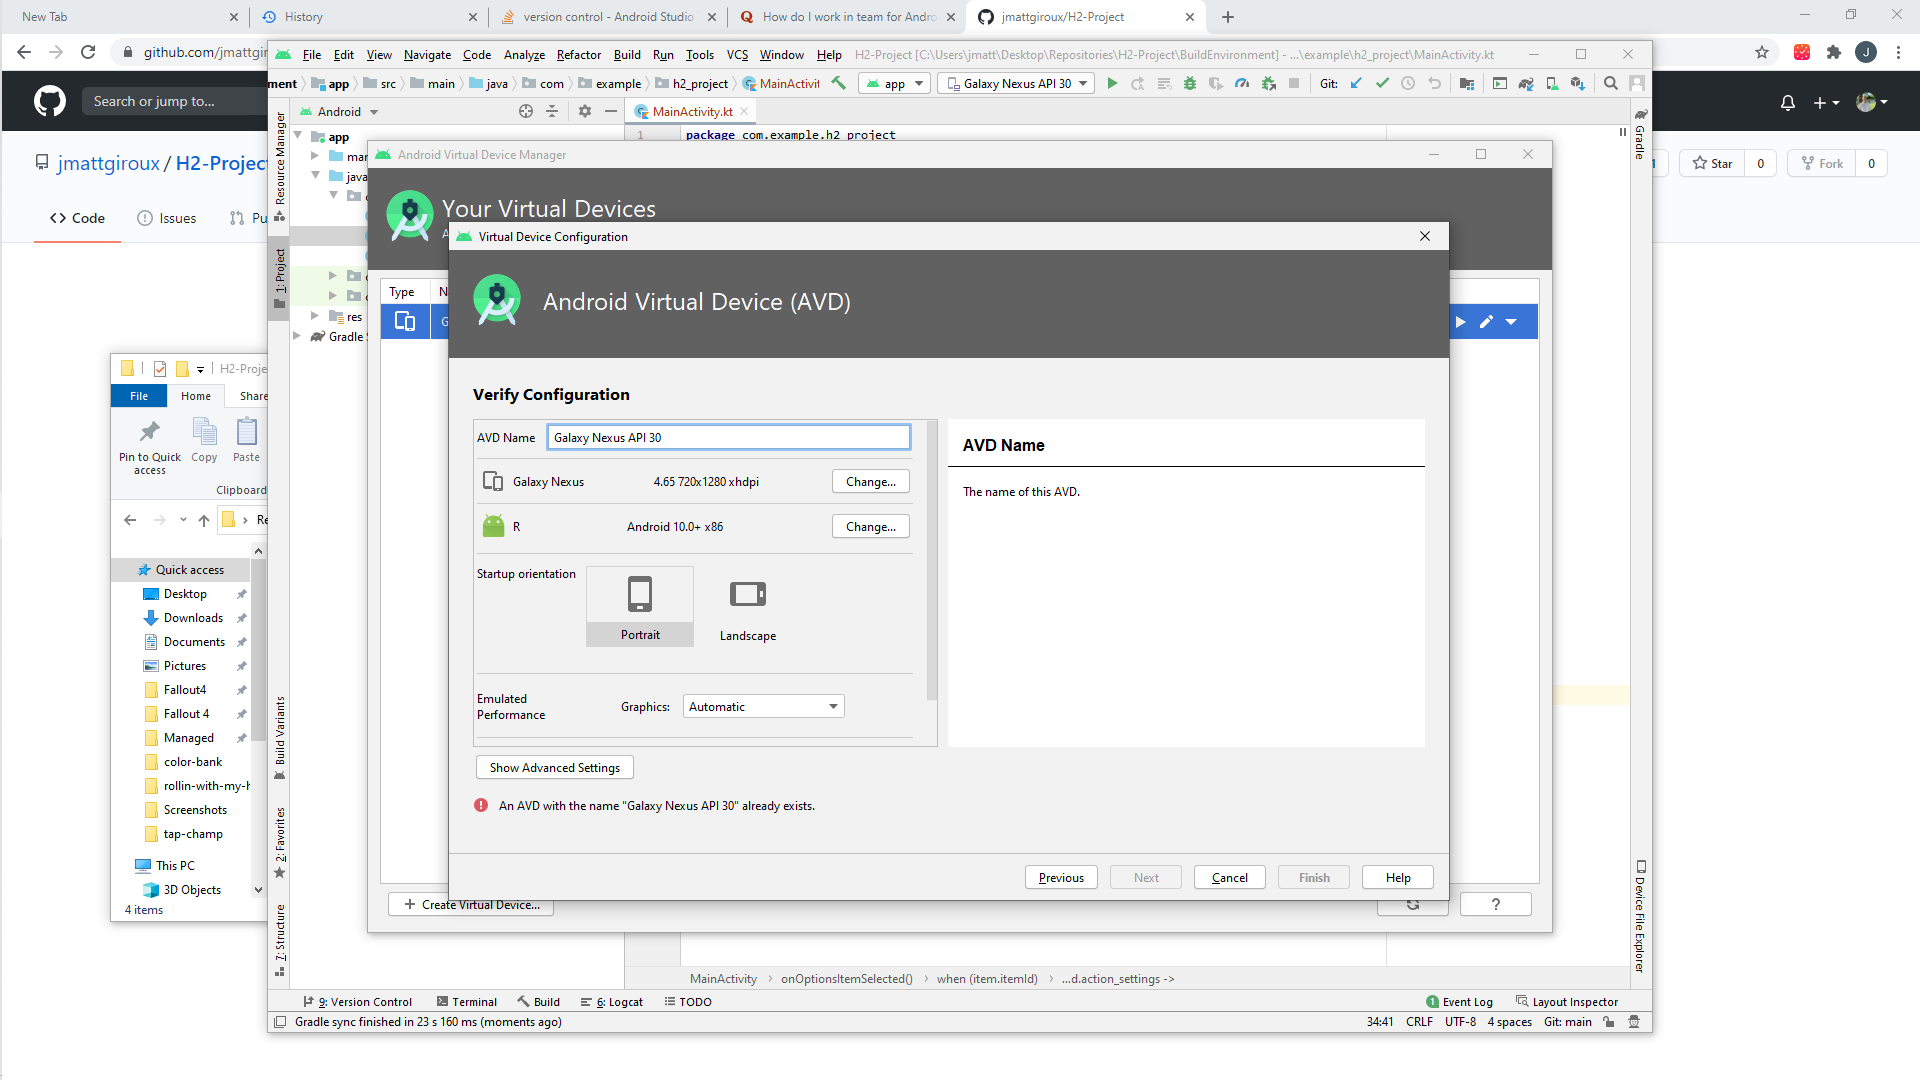 New Tab
History
version control - Android Studio
How do I work in team for Andro
jmattgiroux/H2-Project
github.com/jmattgir
File Edit View Navigate Code Analyze Refactor Build Run Tools VCS Window Help H2-Project [C:\Users\jmatt\Desktop\Repositories\H2-Project\BuildEnvironment] - ...\example\h2_project\MainActivity.kt
J
ment app src main java com example h2_project MainActivit app Galaxy Nexus API 30 Git:
Search or jump to...
Android
MainActivity.kt
1 package com.example.h2_project
Resource Manager
Gradle
app
mar
java
Gradle S
res
1: Project
jmattgiroux / H2-Project
1 Star 0 Fork 0
Code Issues Pu
Android Virtual Device Manager
Your Virtual Devices
A
Type N
G
Virtual Device Configuration
Android Virtual Device (AVD)
Verify Configuration
AVD Name Galaxy Nexus API 30
Galaxy Nexus 4.65 720x1280 xhdpi Change...
R Android 10.0+ x86 Change...
Startup orientation
Portrait
Landscape
Emulated
Performance
Graphics: Automatic
Show Advanced Settings
An AVD with the name "Galaxy Nexus API 30" already exists.
AVD Name
The name of this AVD.
Previous Next Cancel Finish Help
Create Virtual Device...
?
H2-Proje
File Home Share
Pin to Quick
access
Copy
Paste
Clipboard
Re
Quick access
Desktop
Downloads
Documents
Pictures
Fallout4
Fallout 4
Managed
color-bank
rollin-with-my-h
Screenshots
tap-champ
This PC
3D Objects
4 items
Build Variants
2: Favorites
7: Structure
Device File Explorer
MainActivity onOptionsItemSelected() when (item.itemId) ...d.action_settings ->
9: Version Control Terminal Build 6: Logcat TODO
1 Event Log Layout Inspector
Gradle sync finished in 23 s 160 ms (moments ago)
34:41 CRLF UTF-8 4 spaces Git: main